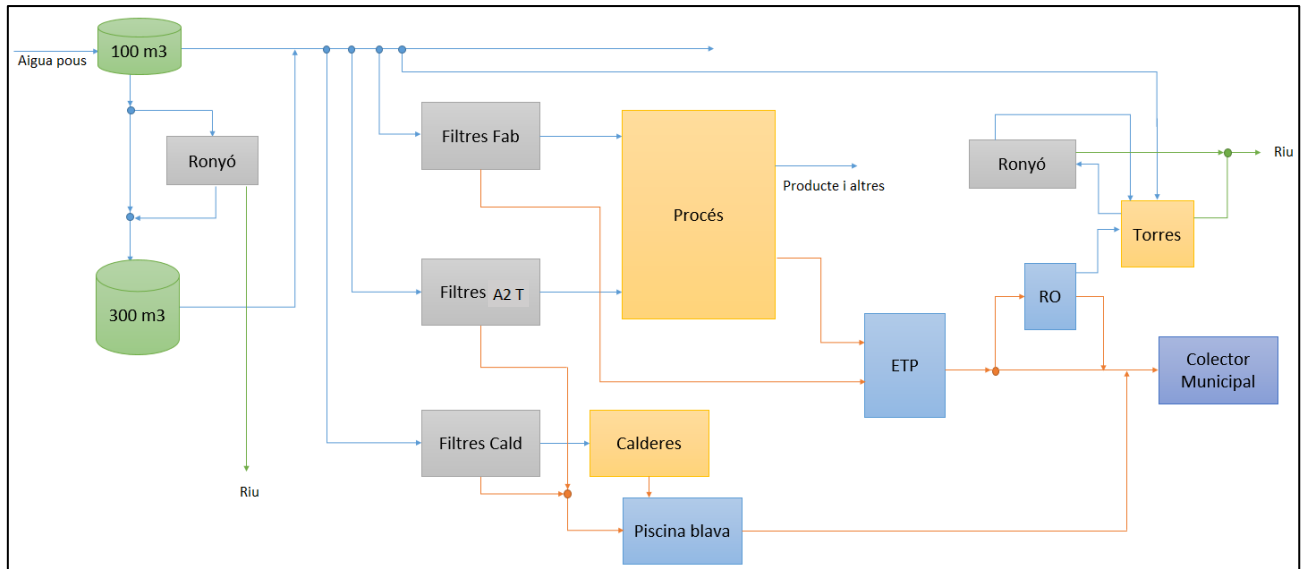 Aigua pous
100 m3
Ronyó
300 m3
Riu
Filtres Fab
Filtres A2 T
Filtres Cald
Procés
Producte i altres
Calderes
Piscina blava
ETP
Ronyó
Riu
Torres
RO
Colector
Municipal